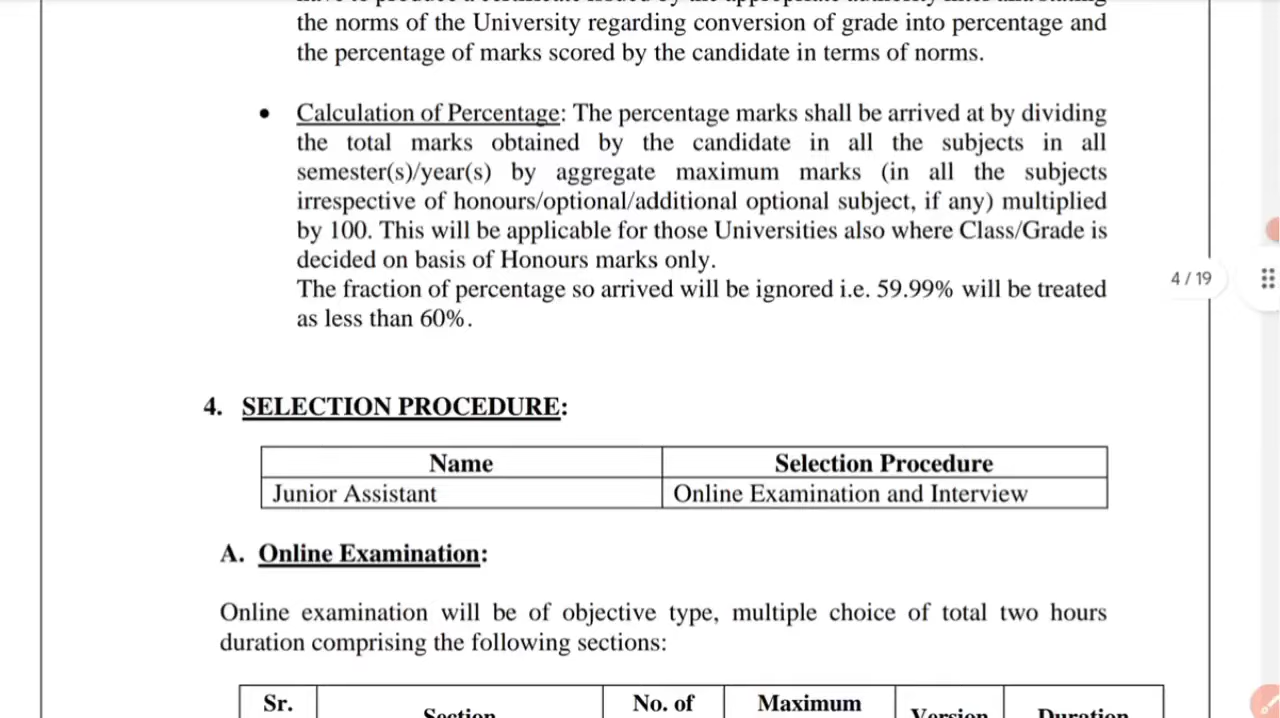 the norms of the University regarding conversion of grade into percentage and
the percentage of marks scored by the candidate in terms of norms.
• Calculation of Percentage: The percentage marks shall be arrived at by dividing
the total marks obtained by the candidate in all the subjects in all
semester(s)/year(s) by aggregate maximum marks (in all the subjects
irrespective of honours/optional/additional optional subject, if any) multiplied
by 100. This will be applicable for those Universities also where Class/Grade is
decided on basis of Honours marks only.
The fraction of percentage so arrived will be ignored i.e. 59.99% will be treated
as less than 60%.
4 / 19
4. SELECTION PROCEDURE:
Name Selection Procedure
Junior Assistant Online Examination and Interview
A. Online Examination:
Online examination will be of objective type, multiple choice of total two hours
duration comprising the following sections:
Sr. Section No. of Maximum Version Duration